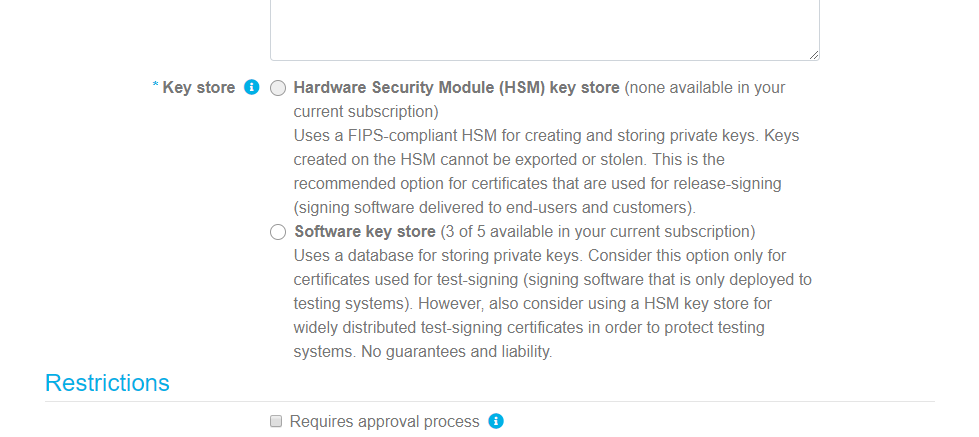 * Key store
Hardware Security Module (HSM) key store (none available in your
current subscription)
Uses a FIPS-compliant HSM for creating and storing private keys. Keys
created on the HSM cannot be exported or stolen. This is the
recommended option for certificates that are used for release-signing
(signing software delivered to end-users and customers).
Software key store (3 of 5 available in your current subscription)
Uses a database for storing private keys. Consider this option only for
certificates used for test-signing (signing software that is only deployed to
testing systems). However, also consider using a HSM key store for
widely distributed test-signing certificates in order to protect testing
systems. No guarantees and liability.
Restrictions
Requires approval process